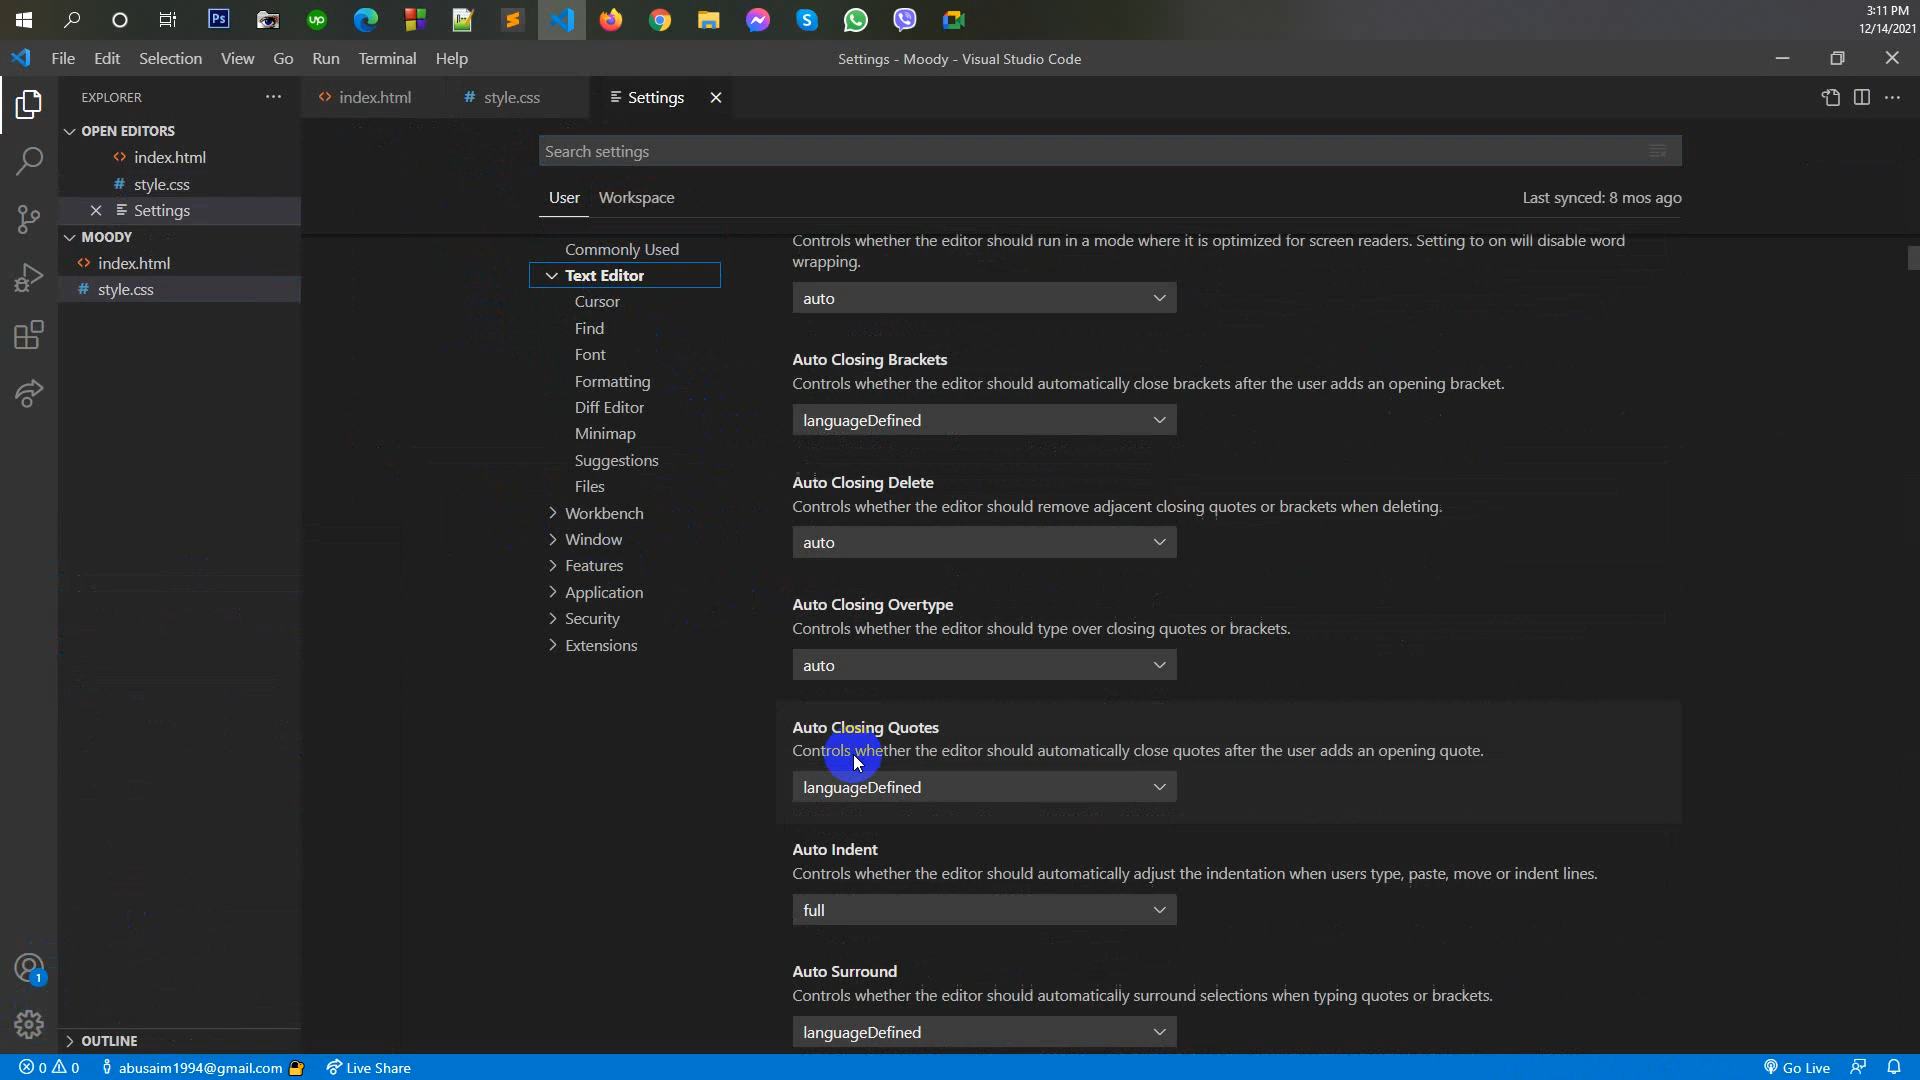 Ps
up
3:11 PM
12/14/2021
File Edit Selection View Go Run Terminal Help
Settings - Moody - Visual Studio Code
EXPLORER
index.html
style.css
Settings
OPEN EDITORS
index.html
style.css
Settings
MOODY
index.html
style.css
OUTLINE
Search settings
User Workspace
Last synced: 8 mos ago
Commonly Used
Text Editor
Cursor
Find
Font
Formatting
Diff Editor
Minimap
Suggestions
Files
Workbench
Window
Features
Application
Security
Extensions
Controls whether the editor should run in a mode where it is optimized for screen readers. Setting to on will disable word
wrapping.
auto
Auto Closing Brackets
Controls whether the editor should automatically close brackets after the user adds an opening bracket.
languageDefined
Auto Closing Delete
Controls whether the editor should remove adjacent closing quotes or brackets when deleting.
auto
Auto Closing Overtype
Controls whether the editor should type over closing quotes or brackets.
auto
Auto Closing Quotes
Controls whether the editor should automatically close quotes after the user adds an opening quote.
languageDefined
Auto Indent
Controls whether the editor should automatically adjust the indentation when users type, paste, move or indent lines.
full
Auto Surround
Controls whether the editor should automatically surround selections when typing quotes or brackets.
languageDefined
1
0 0 abusaim1994@gmail.com Live Share
Go Live